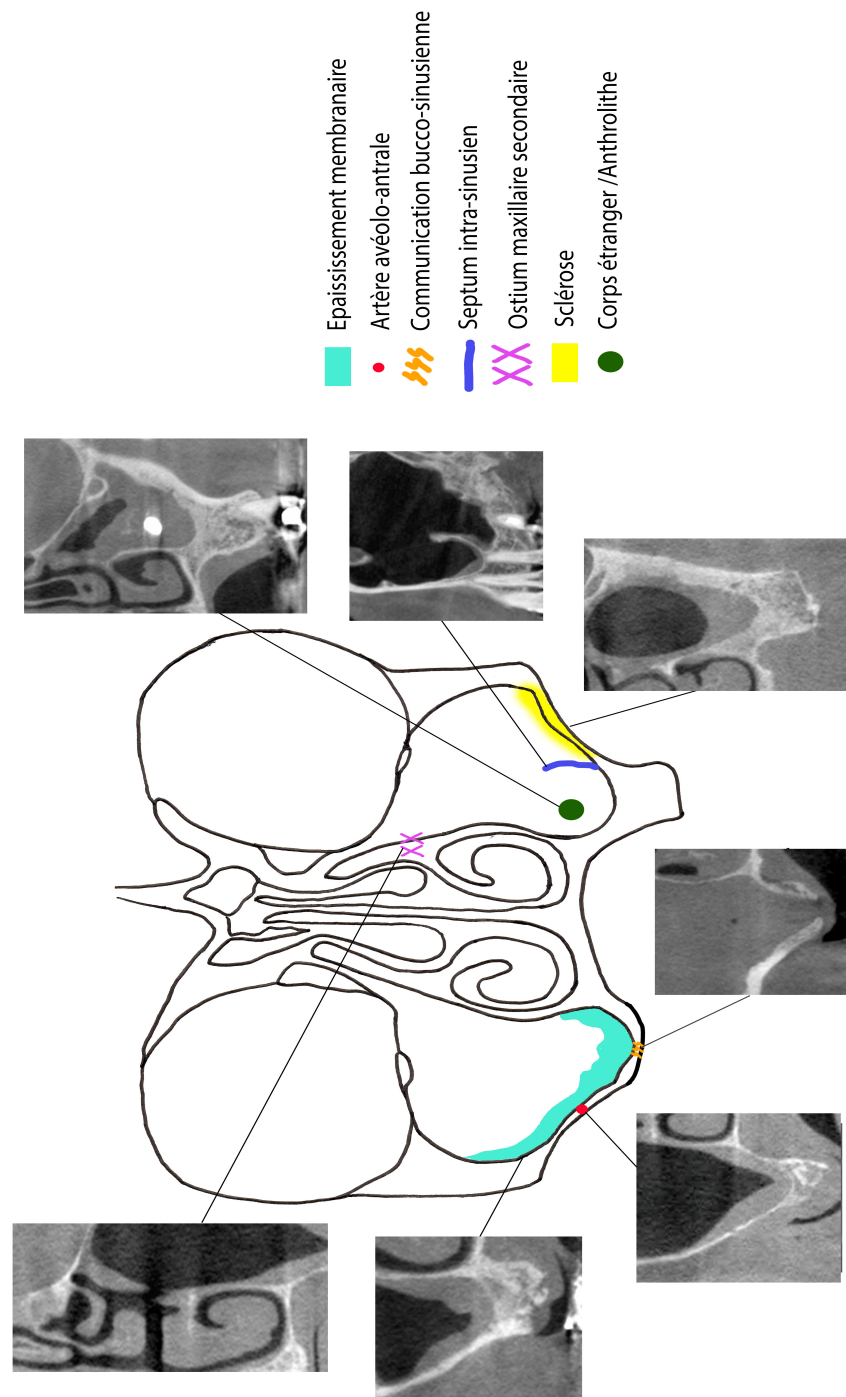 Epaississement membranaire
Artère avéolo-antrale
Communication bucco-sinusienne
Septum intra-sinusien
Ostium maxillaire secondaire
Sclérose
Corps étranger /Anthrolithe